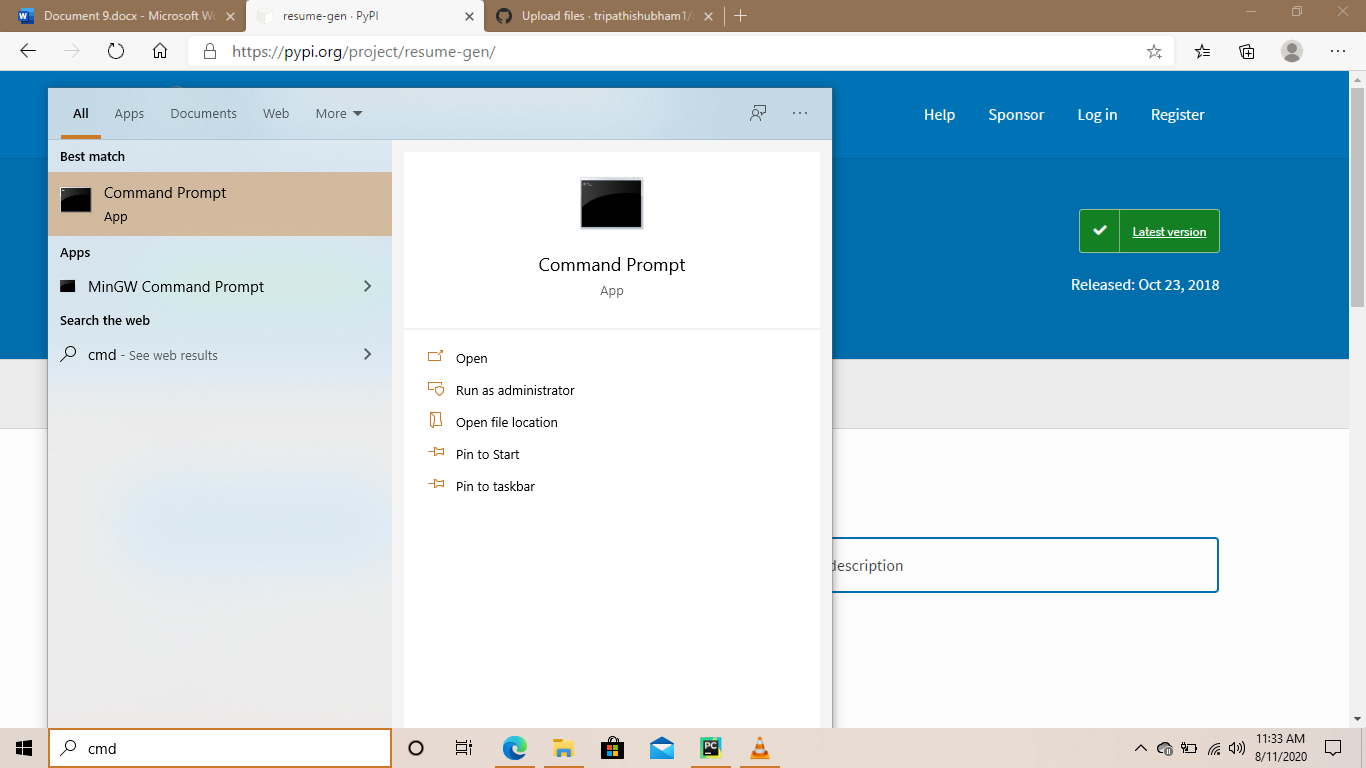 Document 9.docx - Microsoft Wo
resume-gen · PyPI
Upload files · tripathishubham1/
https://pypi.org/project/resume-gen/
All
Apps
Documents
Web
More
Help
Sponsor
Log in
Register
Best match
Command Prompt
App
Apps
MinGW Command Prompt
Search the web
cmd - See web results
Command Prompt
App
Open
Run as administrator
Open file location
Pin to Start
Pin to taskbar
Latest version
Released: Oct 23, 2018
description
cmd
PC
11:33 AM
8/11/2020